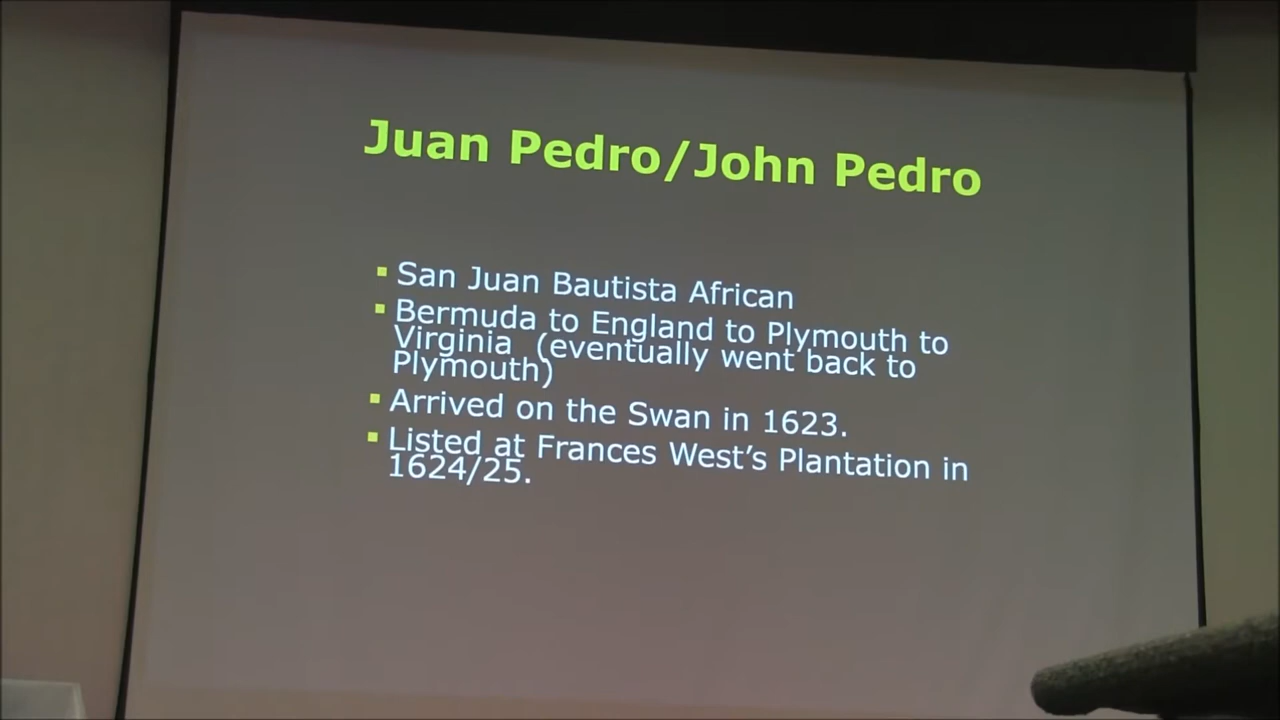 Juan Pedro/John Pedro
▪ San Juan Bautista African
▪ Bermuda to England to Plymouth to
Virginia (eventually went back to
Plymouth)
▪ Arrived on the Swan in 1623.
▪ Listed at Frances West’s Plantation in
1624/25.